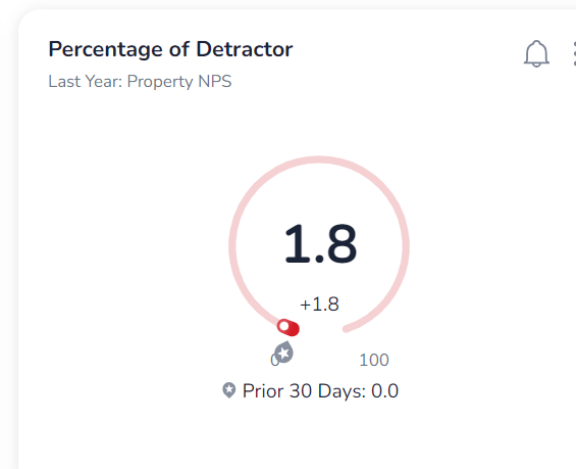 Percentage of Detractor
Last Year: Property NPS
1.8
+1.8
0
100
Prior 30 Days: 0.0